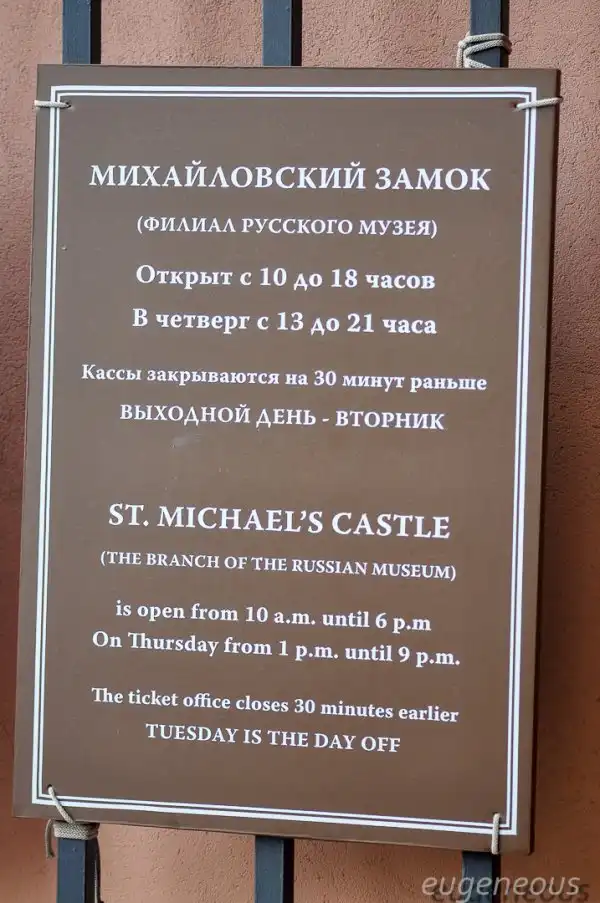 МИХАЙЛОВСКИЙ ЗАМОК
(ФИЛИАЛ РУССКОГО МУЗЕЯ)
Открыт с 10 до 18 часов
В четверг с 13 до 21 часа
Кассы закрываются на 30 минут раньше
ВЫХОДНОЙ ДЕНЬ - ВТОРНИК
ST. MICHAEL'S CASTLE
(THE BRANCH OF THE RUSSIAN MUSEUM)
is open from 10 a.m. until 6 p.m
On Thursday from 1 p.m. until 9 p.m.
The ticket office closes 30 minutes earlier
TUESDAY IS THE DAY OFF
eugeneous